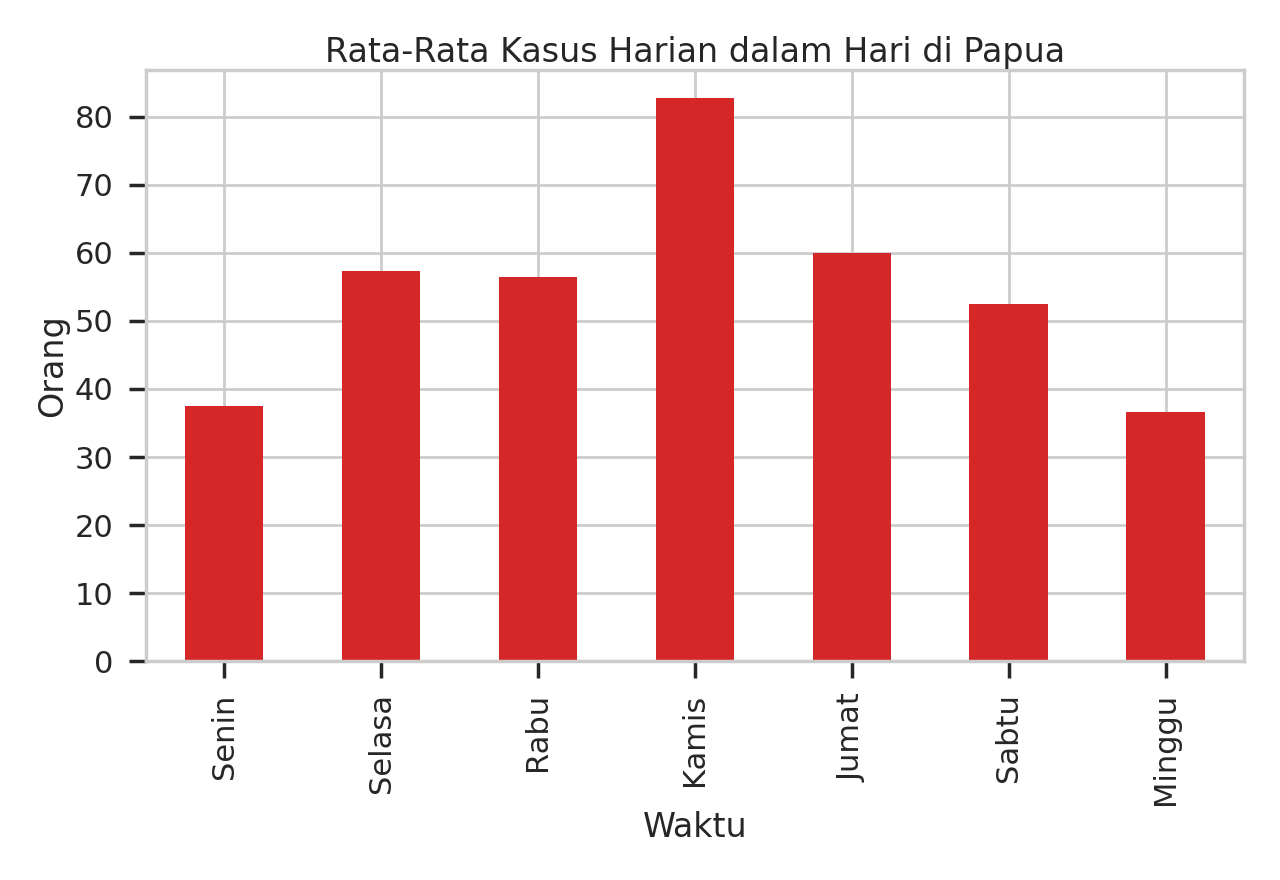 Rata-Rata Kasus Harian dalam Hari di Papua
Orang
80
70
60
50
40
30
20
10
0
Senin
Selasa
Rabu
Kamis
Jumat
Sabtu
Minggu
Waktu